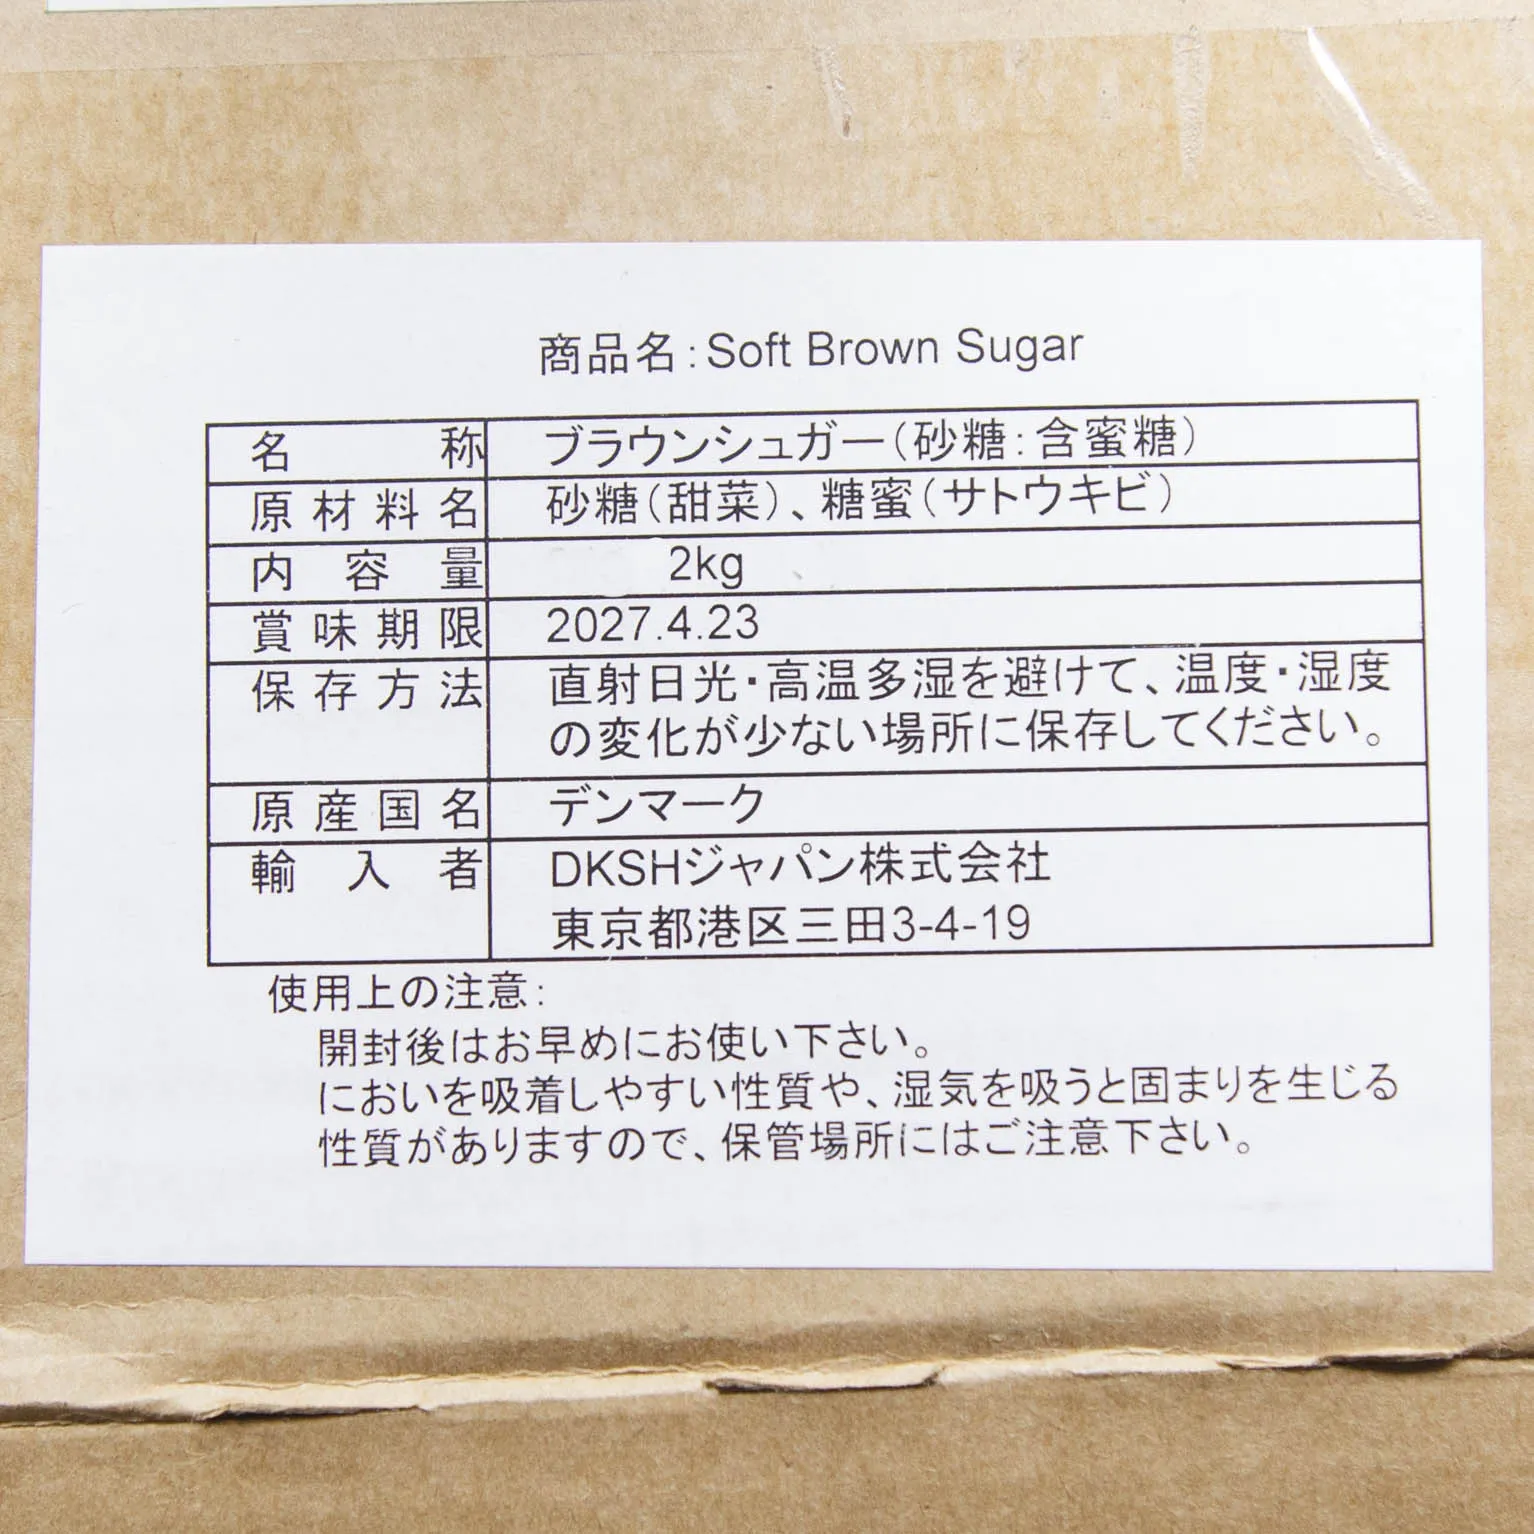 商品名:Soft Brown Sugar
名称 ブラウンシュガー(砂糖:含蜜糖)
原材料名 砂糖(甜菜)、糖蜜(サトウキビ)
内容量 2kg
賞味期限 2027.4.23
保存方法 直射日光・高温多湿を避けて、温度・湿度
の変化が少ない場所に保存してください。
原産国名 デンマーク
輸入者 DKSHジャパン株式会社
東京都港区三田3-4-19
使用上の注意:
開封後はお早めにお使い下さい。
においを吸着しやすい性質や、湿気を吸うと固まりを生じる
性質がありますので、保管場所にはご注意下さい。